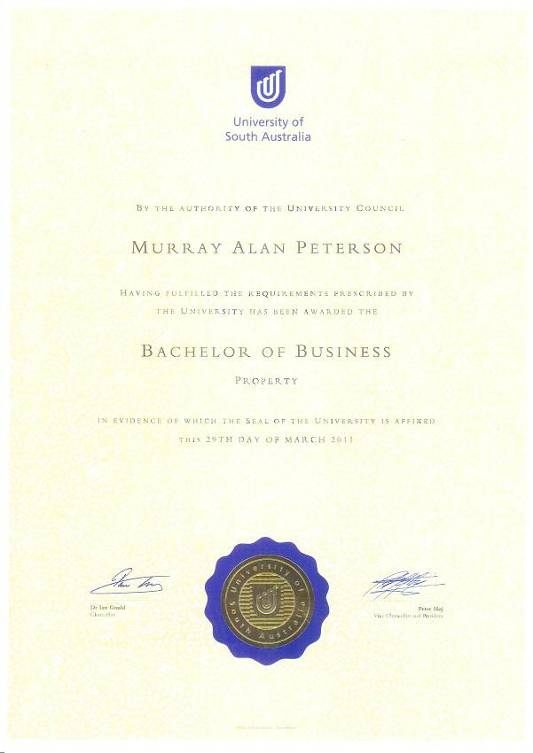 University of
South Australia
BY THE AUTHORITY OF THE UNIVERSITY COUNCIL
MURRAY ALAN PETERSON
HAVING FULFILLED THE REQUIREMENTS PRESCRIBED BY
THE UNIVERSITY HAS BEEN AWARDED THE
BACHELOR OF BUSINESS
PROPERTY
IN EVIDENCE OF WHICH THE SEAL OF THE UNIVERSITY IS AFFIXED
THIS 29TH DAY OF MARCH 2011
University of South Australia
Dr Ian Gould
Chancellor
Peter Høj
Vice Chancellor and President